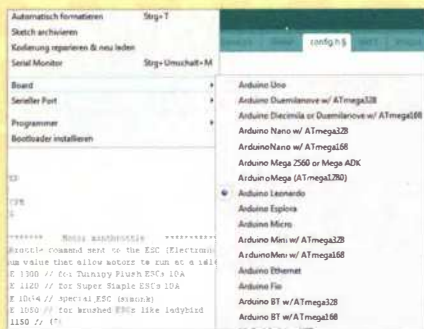 Automatisch formatieren Strg+T
Sketch archivieren
Kodierung reparieren & neu laden
Serial Monitor Strg+Umschalt+M
Board
Serieller Port
Programmer
Bootloader installieren
config.h §
Arduino Uno
Arduino Duemilanove w/ ATmega328
Arduino Diecimila or Duemilanove w/ ATmega168
Arduino Nano w/ ATmega328
Arduino Nano w/ ATmega168
Arduino Mega 2560 or Mega ADK
Arduino Mega (ATmega1280)
Arduino Leonardo
Arduino Esplora
Arduino Micro
Arduino Mini w/ ATmega328
Arduino Mini w/ ATmega168
Arduino Ethernet
Arduino Fio
Arduino BT w/ ATmega328
Arduino BT w/ ATmega168
******* Motor minthrottle ***********
throttle command sent to the ESC (Electronic
um value that allow motors to run at a idle
E 1300 // for Turnigy Plush ESCs 10A
E 1120 // for Super Simple ESCs 10A
E 1064 // special ESC (simonk)
E 1050 // for brushed ESCs like ladybird
1150 //